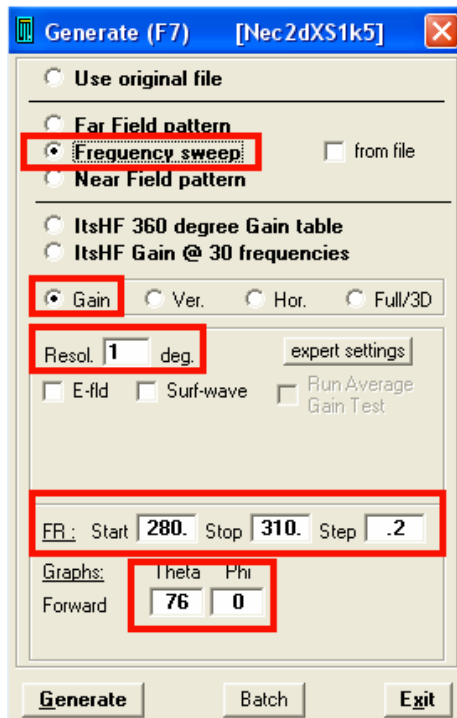 Generate (F7) [Nec2dXS1k5]
Use original file
Far Field pattern
Frequency sweep from file
Near Field pattern
ItsHF 360 degree Gain table
ItsHF Gain @ 30 frequencies
Gain Ver. Hor. Full/3D
Resol. 1 deg. expert settings
E-fld Surf-wave Run Average
Gain Test
FR : Start 280. Stop 310. Step .2
Graphs: Theta Phi
Forward 76 0
Generate Batch Exit